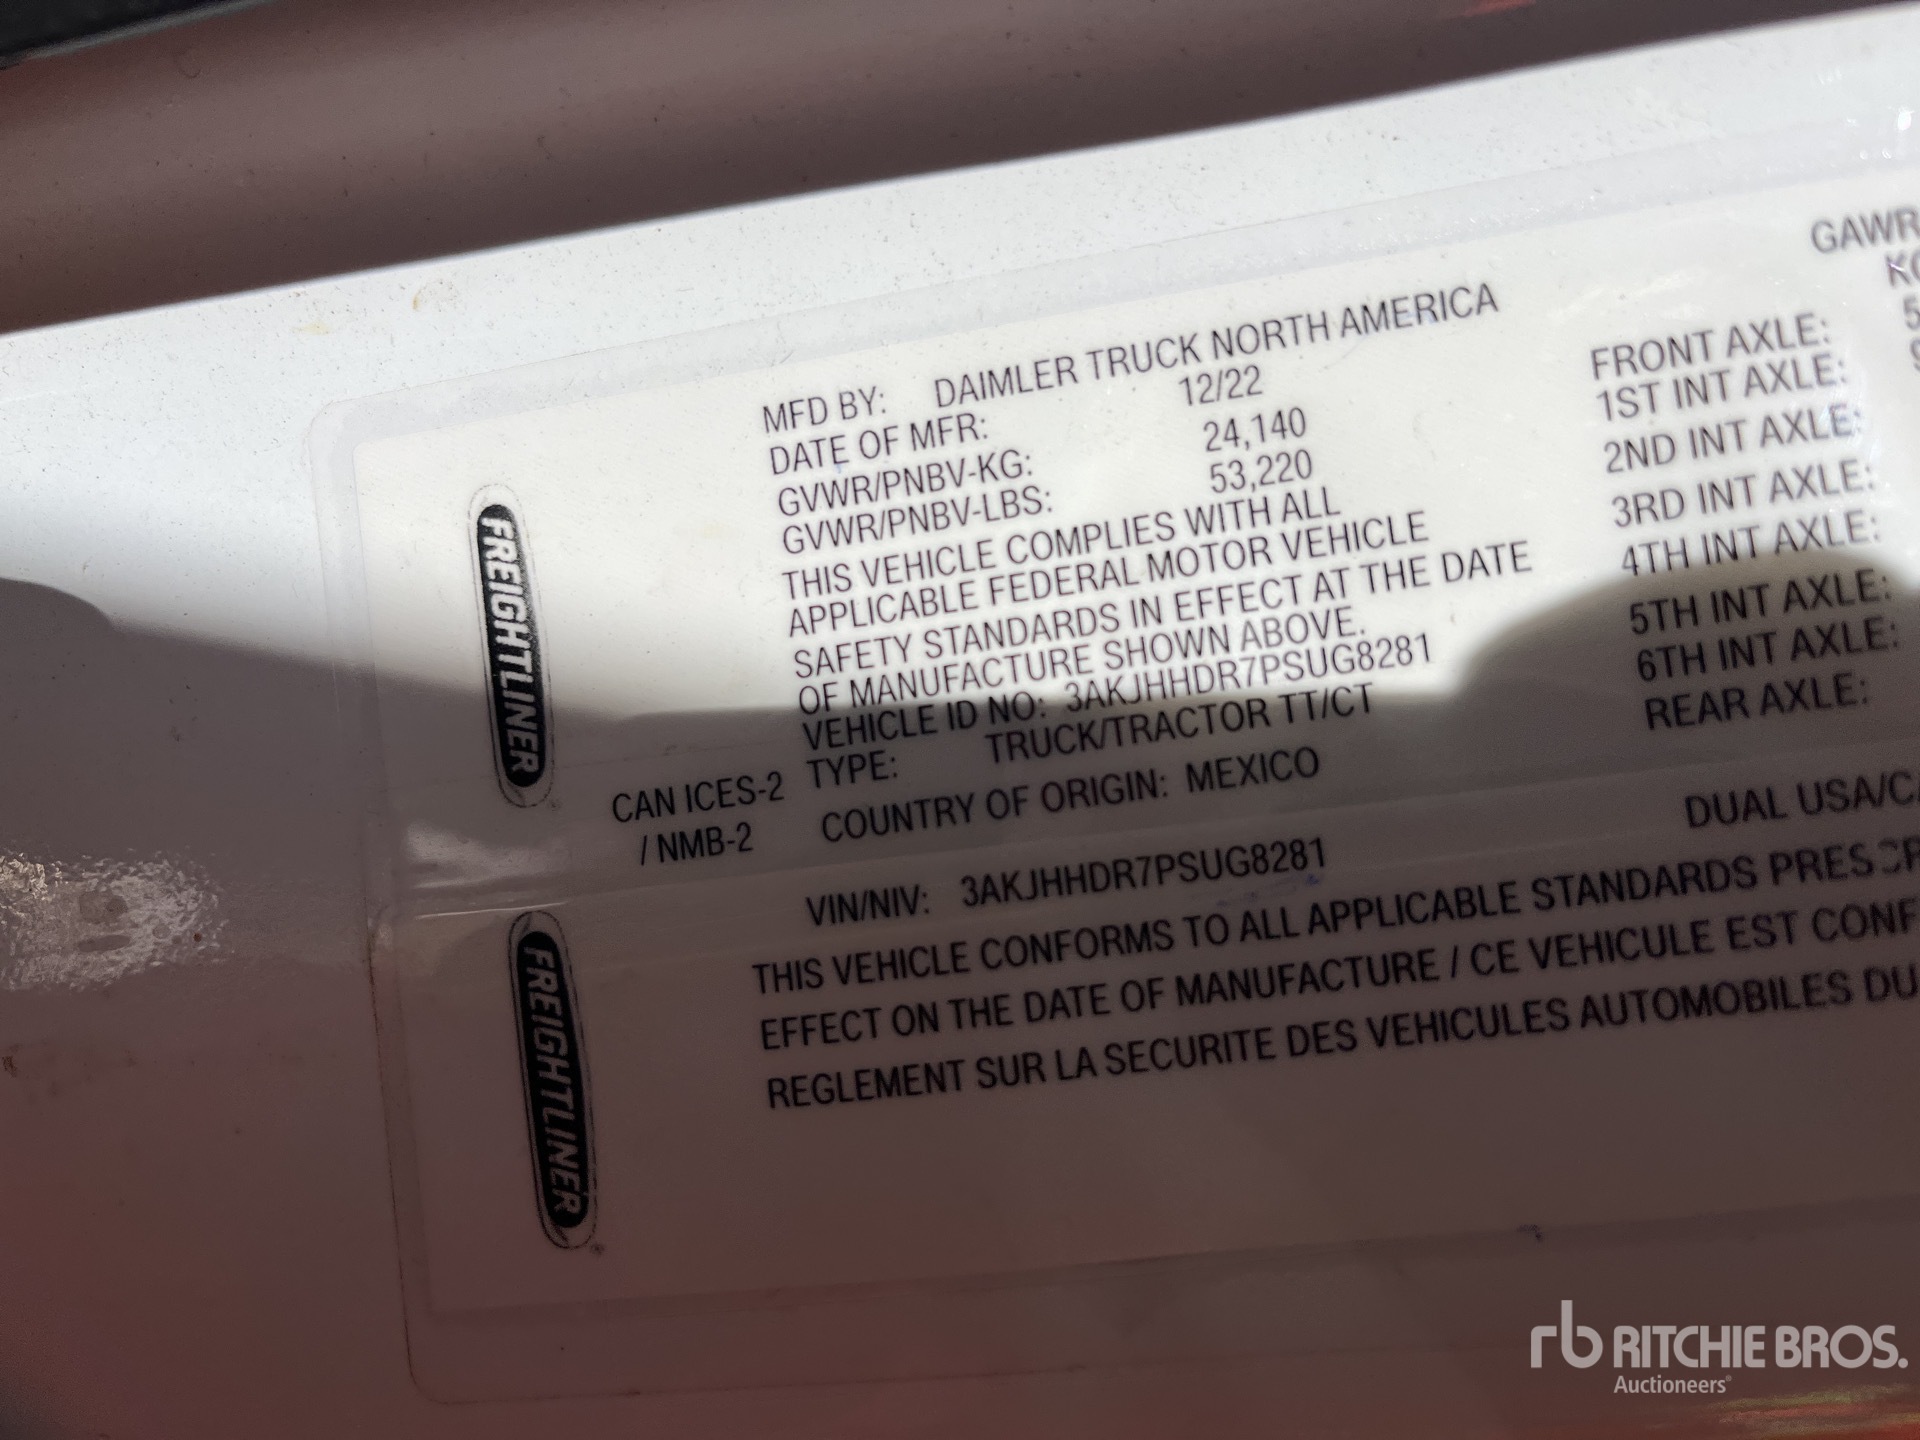 MFD BY: DAIMLER TRUCK NORTH AMERICA
DATE OF MFR: 12/22
GVWR/PNBV-KG: 24,140
GVWR/PNBV-LBS: 53,220
THIS VEHICLE COMPLIES WITH ALL
APPLICABLE FEDERAL MOTOR VEHICLE
SAFETY STANDARDS IN EFFECT AT THE DATE
OF MANUFACTURE SHOWN ABOVE.
VEHICLE ID NO: 3AKJHHDR7PSUG8281
TYPE: TRUCK/TRACTOR TT/CT
COUNTRY OF ORIGIN: MEXICO
GAWR
FRONT AXLE:
1ST INT AXLE:
2ND INT AXLE:
3RD INT AXLE:
4TH INT AXLE:
5TH INT AXLE:
6TH INT AXLE:
REAR AXLE:
FREIGHTLINER
CAN ICES-2
/ NMB-2
DUAL USA/CA
VIN/NIV: 3AKJHHDR7PSUG8281
THIS VEHICLE CONFORMS TO ALL APPLICABLE STANDARDS
EFFECT ON THE DATE OF MANUFACTURE / CE VEHICULE EST CONF
REGLEMENT SUR LA SECURITE DES VEHICULES AUTOMOBILES DU
FREIGHTLINER
rb RITCHIE BROS.
Auctioneers